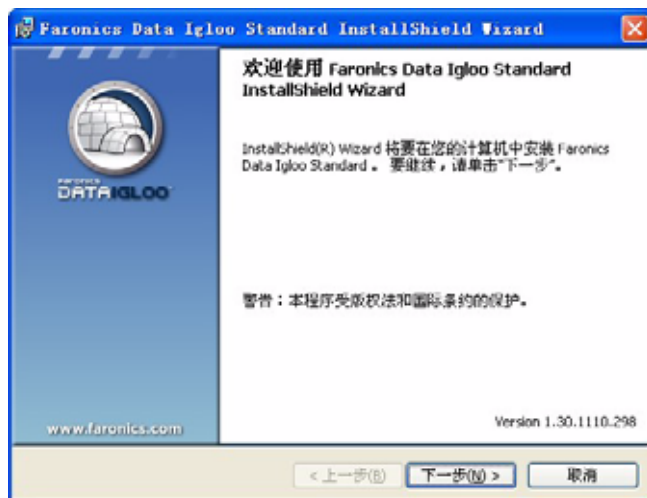 Faronics Data Igloo Standard InstallShield Wizard
欢迎使用 Faronics Data Igloo Standard
InstallShield Wizard
InstallShield(R) Wizard 将要在您的计算机中安装 Faronics
Data Igloo Standard 。 要继续，请单击"下一步"。
FARONICS
DATAIGLOO
警告：本程序受版权法和国际条约的保护。
www.faronics.com
Version 1.30.1110.298
< 上一步(B)
下一步(N) >
取消